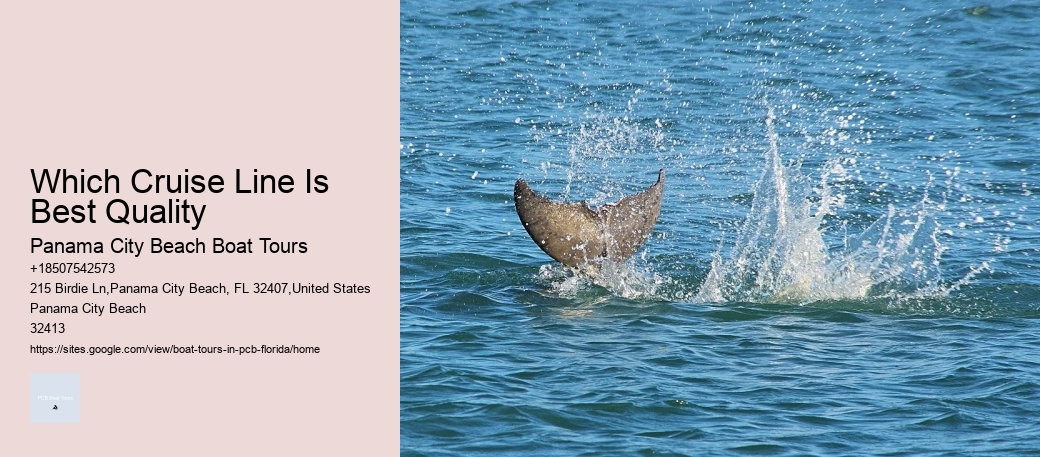 Which Cruise Line Is
Best Quality
Panama City Beach Boat Tours
+18507542573
215 Birdie Ln,Panama City Beach, FL 32407,United States
Panama City Beach
32413
https://sites.google.com/view/boat-tours-in-pcb-florida/home